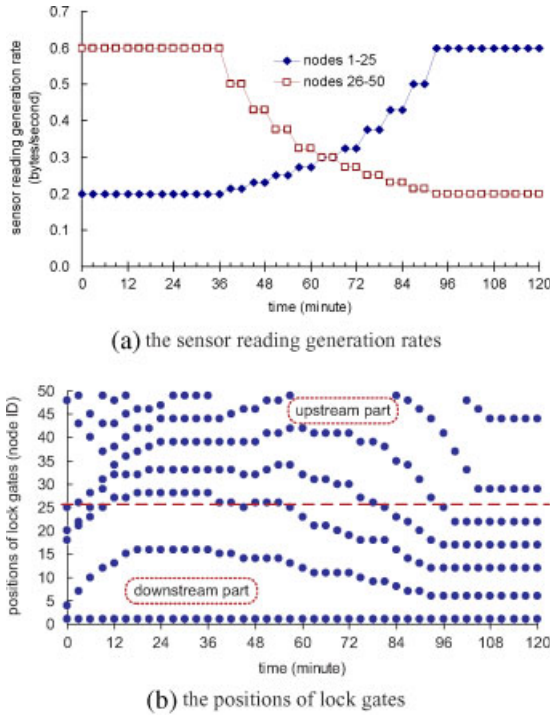 sensor reading generation rate
(bytes/second)
0.7
0.6
0.5
0.4
0.3
0.2
0.1
0.0
nodes 1-25
nodes 26-50
0 12 24 36 48 60 72 84 96 108 120
time (minute)
(a) the sensor reading generation rates
positions of lock gates (node ID)
50
45
40
35
30
25
20
15
10
5
0
upstream part
downstream part
0 12 24 36 48 60 72 84 96 108 120
time (minute)
(b) the positions of lock gates